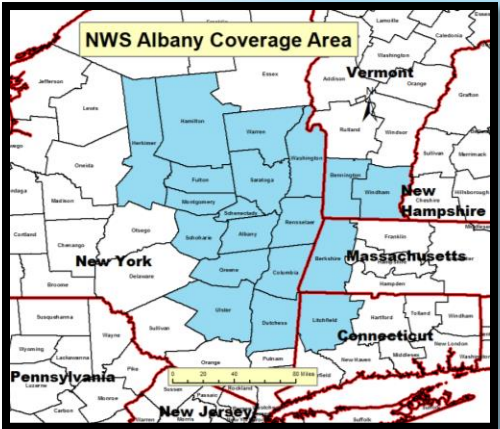 NWS Albany Coverage Area
Lamoille
Essex
Washington
Jefferson
Addison
Vermont
Orange
Grafton
Lewis
N
Hamilton
Warren
Herkimer
Rutland
Windsor
Washington
Sullivan
Merrimack
Oneida
Fulton
Saratoga
Bennington
Windham
New
Hampshire
Cheshire
Hillsborough
Madison
Montgomery
Schenectady
Rensselaer
Otsego
Cortland
Chenango
Schoharie
Albany
Franklin
New York
Massachusetts
Berkshire
Delaware
Greene
Columbia
Hampden
Broome
Susquehanna
Ulster
Dutchess
Litchfield
Hartford
Tolland
Windham
Wayne
Sullivan
Connecticut
New London
Wyoming
Lackawanna
Orange
Putnam
New Haven
Middlesex
Washington
Pennsylvania
Pike
0
20
40
80 Miles
Luzerne
Monroe
Sussex
Passaic
Rockland
Carbon
Warren
Morris
New Jersey
Suffolk